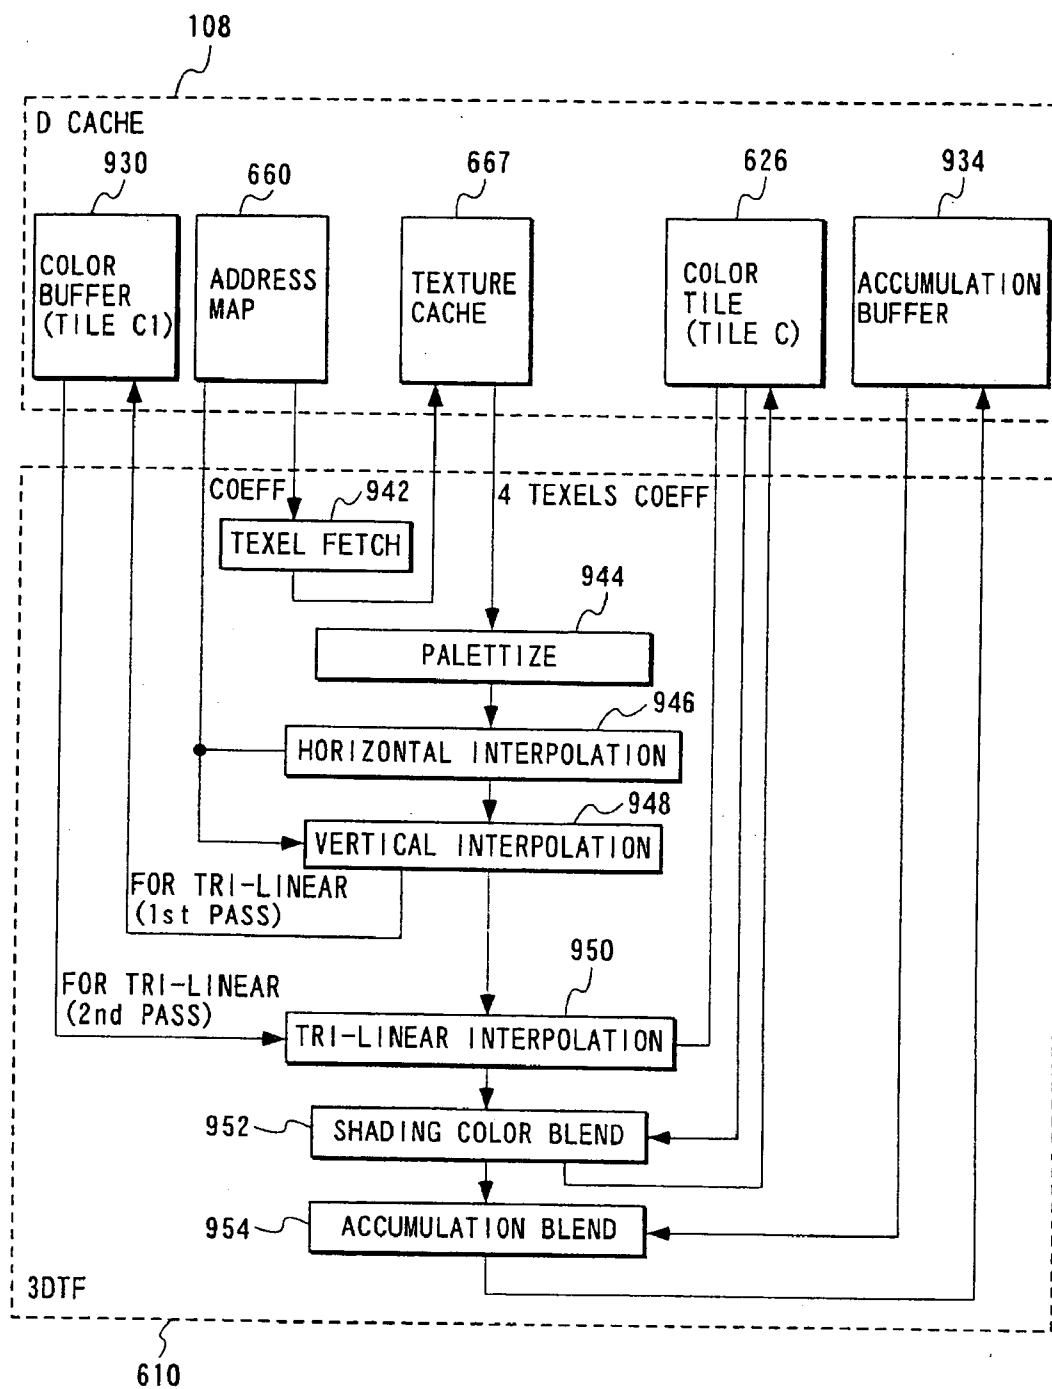 108
D CACHE
930
660
667
626
934
COLOR
BUFFER
(TILE C1)
ADDRESS
MAP
TEXTURE
CACHE
COLOR
TILE
(TILE C)
ACCUMULATION
BUFFER
COEFF
942
4 TEXELS COEFF
TEXEL FETCH
944
PALETTIZE
946
HORIZONTAL INTERPOLATION
948
VERTICAL INTERPOLATION
FOR TRI-LINEAR
(1st PASS)
950
FOR TRI-LINEAR
(2nd PASS)
TRI-LINEAR INTERPOLATION
952
SHADING COLOR BLEND
954
ACCUMULATION BLEND
3DTF
610